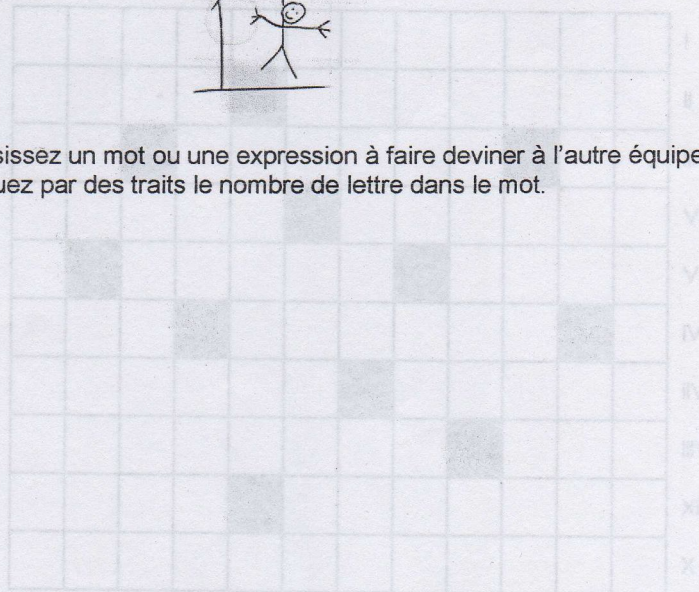 sissez un mot ou une expression à faire deviner à l'autre équipe
uez par des traits le nombre de lettre dans le mot.